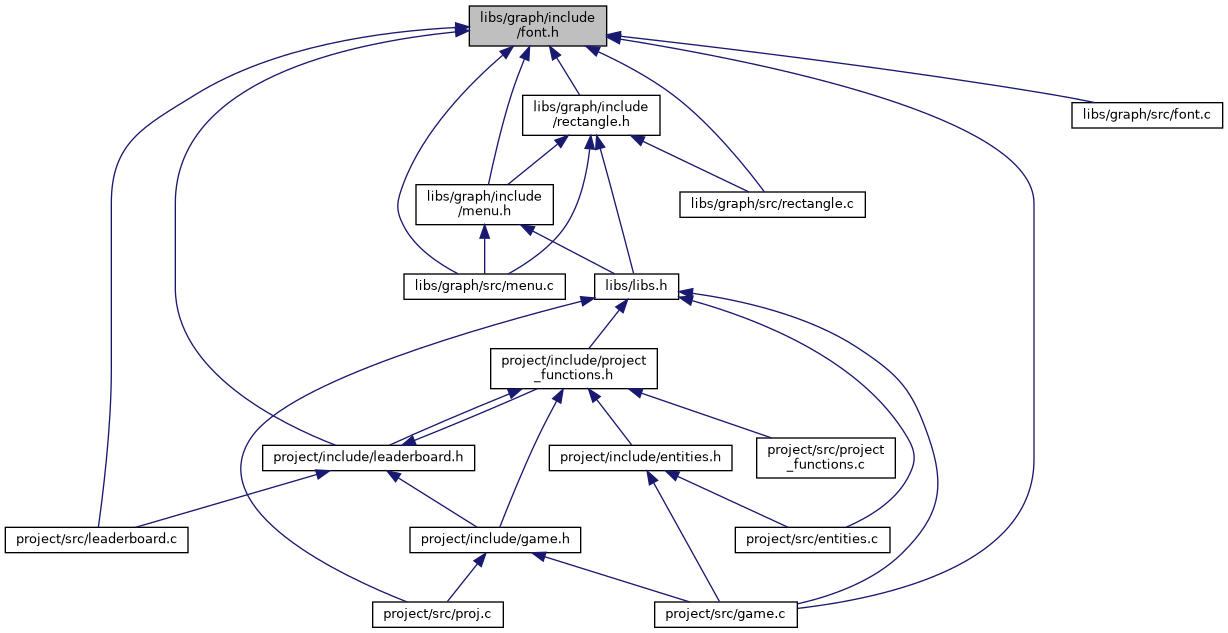 libs/graph/include
/font.h
libs/graph/include
/rectangle.h
libs/graph/src/font.c
libs/graph/include
/menu.h
libs/graph/src/rectangle.c
libs/graph/src/menu.c
libs/libs.h
project/include/project
_functions.h
project/include/leaderboard.h
project/include/entities.h
project/src/project
_functions.c
project/src/leaderboard.c
project/include/game.h
project/src/entities.c
project/src/proj.c
project/src/game.c